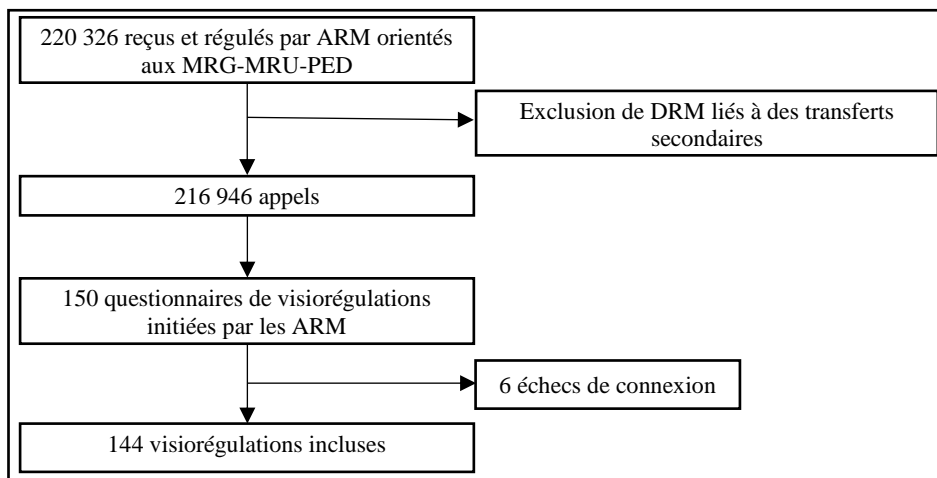 220 326 reçus et régulés par ARM orientés
aux MRG-MRU-PED
Exclusion de DRM liés à des transferts
secondaires
216 946 appels
150 questionnaires de visiorégulations
initiées par les ARM
6 échecs de connexion
144 visiorégulations incluses